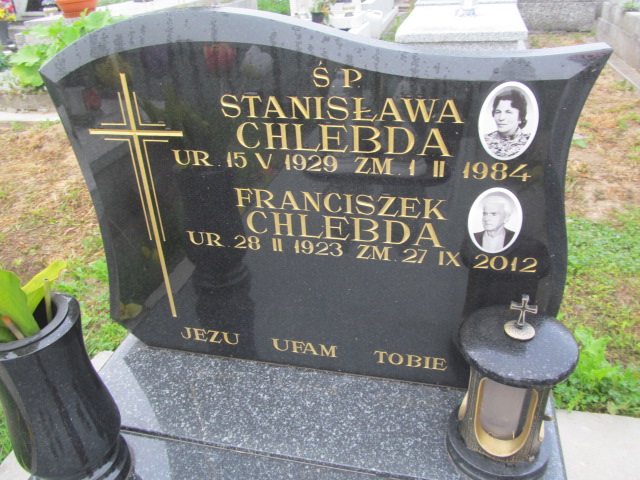 Ś.P.
STANISŁAWA
CHLEBDA
UR. 15 V 1929 ZM. 1 II 1984
FRANCISZEK
CHLEBDA
UR. 28 II 1923 ZM. 27 IX 2012
JEZU UFAM TOBIE